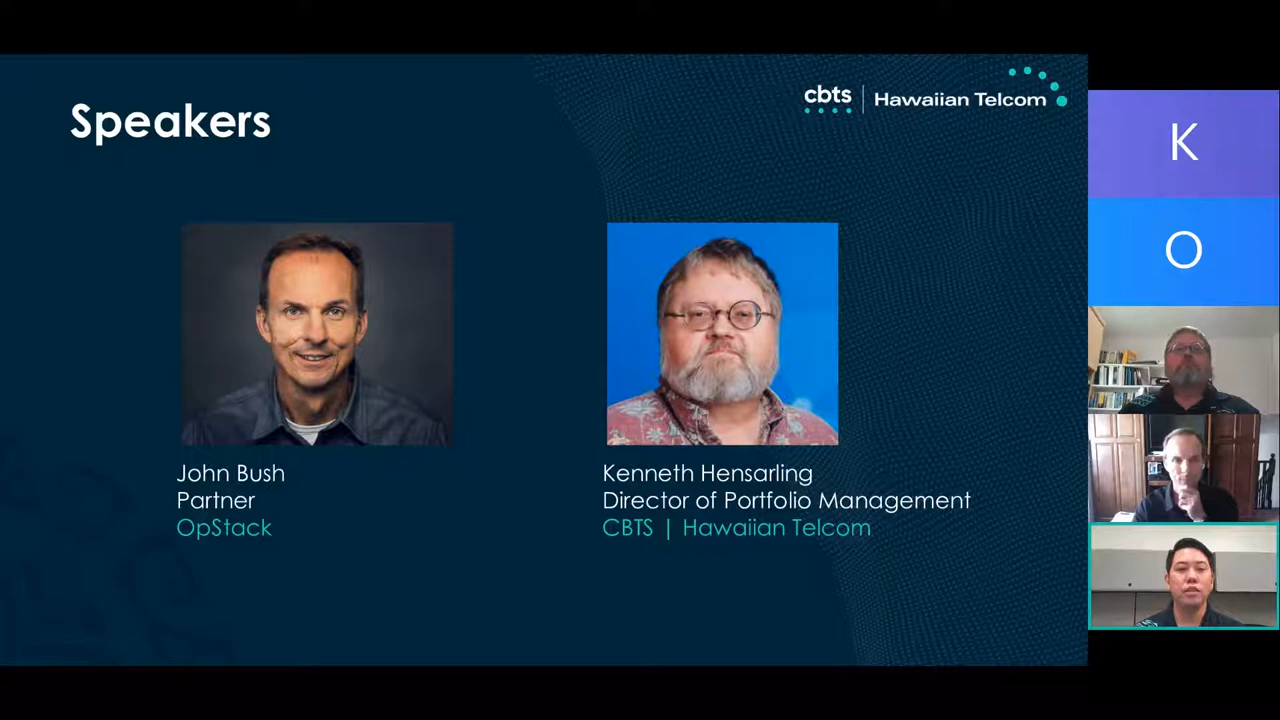 Speakers
cbts
Hawaiian Telcom
John Bush
Partner
OpStack
Kenneth Hensarling
Director of Portfolio Management
CBTS | Hawaiian Telcom
K
O